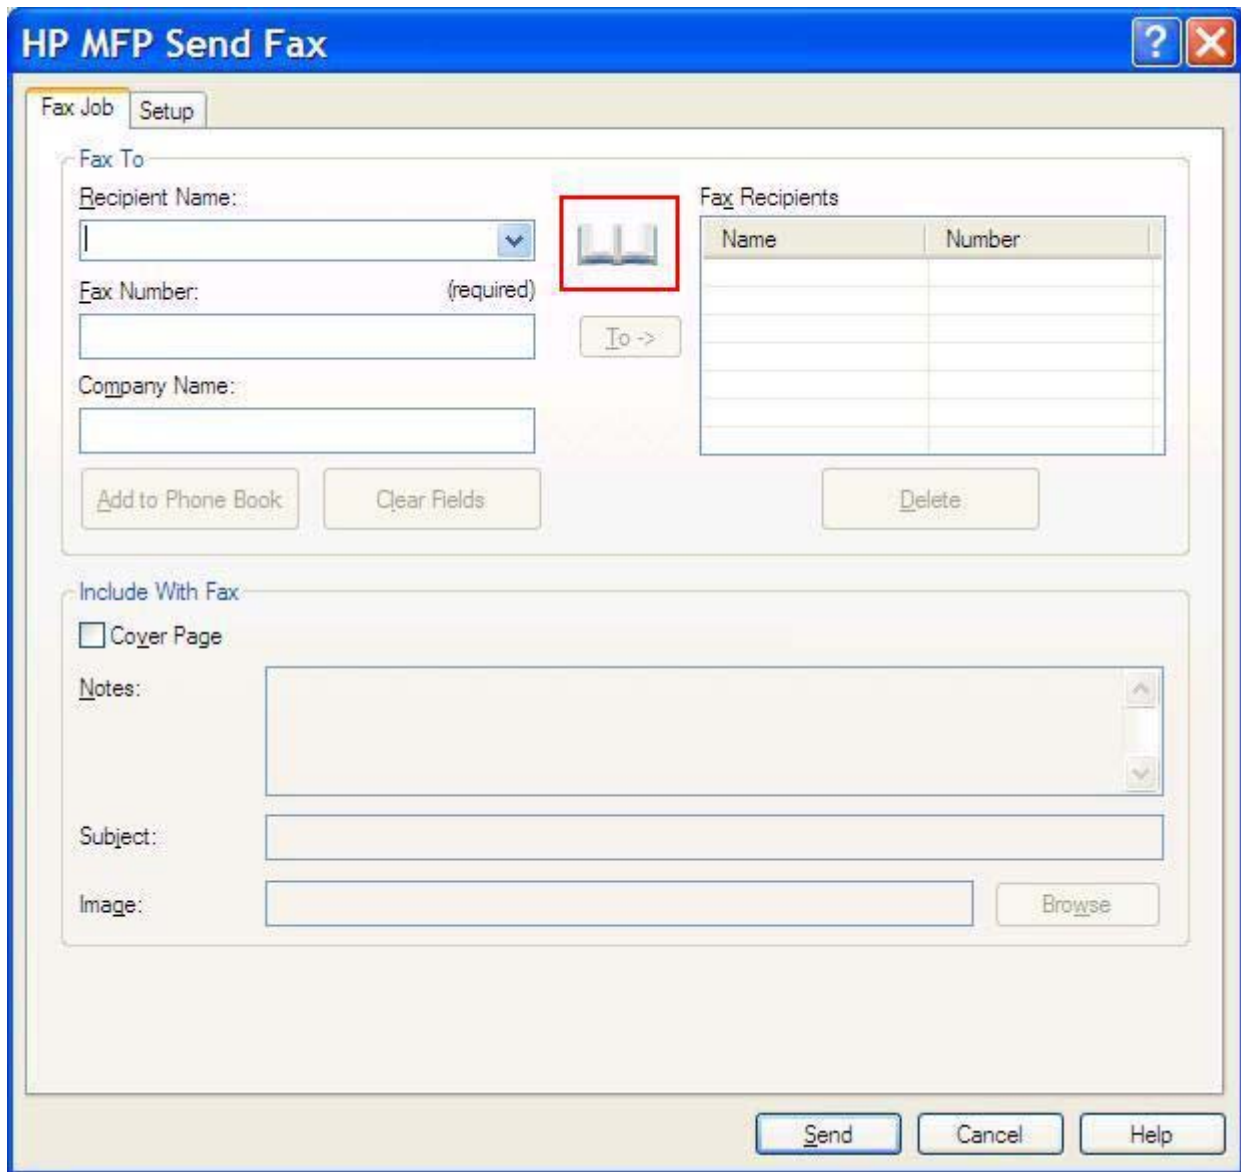 HP MFP Send Fax
Fax Job
Setup
Fax To
Recipient Name:
Fax Number:
(required)
Company Name:
Add to Phone Book
Clear Fields
To ->
Fax Recipients
Name
Number
Delete
Include With Fax
Cover Page
Notes:
Subject:
Image:
Browse
Send
Cancel
Help